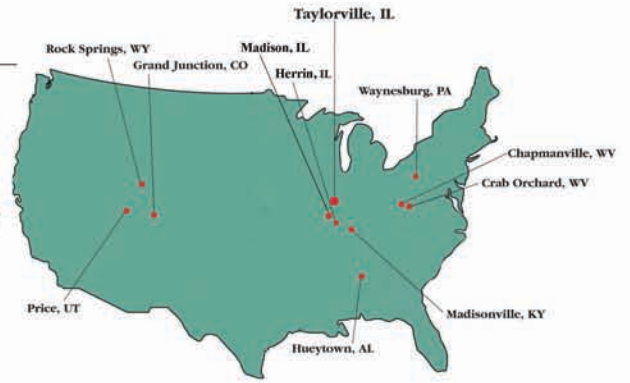 Taylorville, IL
Rock Springs, WY
Madison, IL
Grand Junction, CO
Herrin, IL
Waynesburg, PA
Chapmanville, WV
Crab Orchard, WV
Price, UT
Madisonville, KY
Hueytown, AL